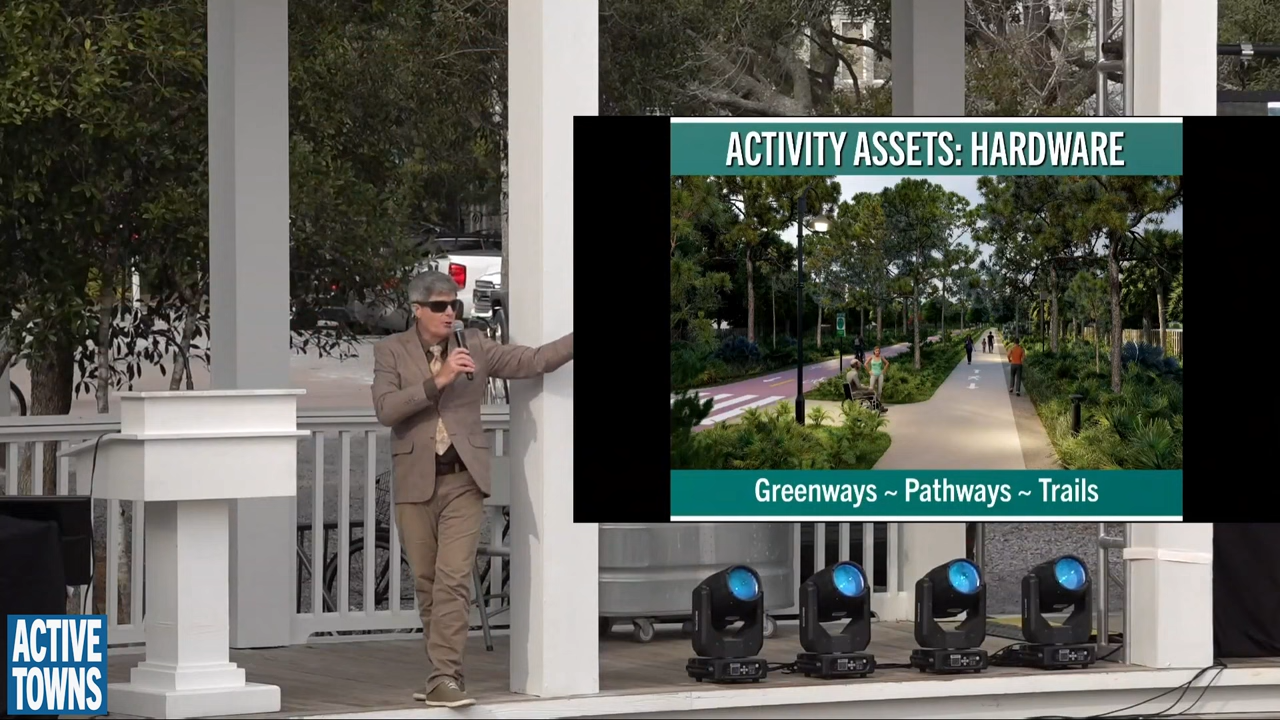 ACTIVITY ASSETS: HARDWARE
Greenways ~ Pathways ~ Trails
ACTIVE
TOWNS